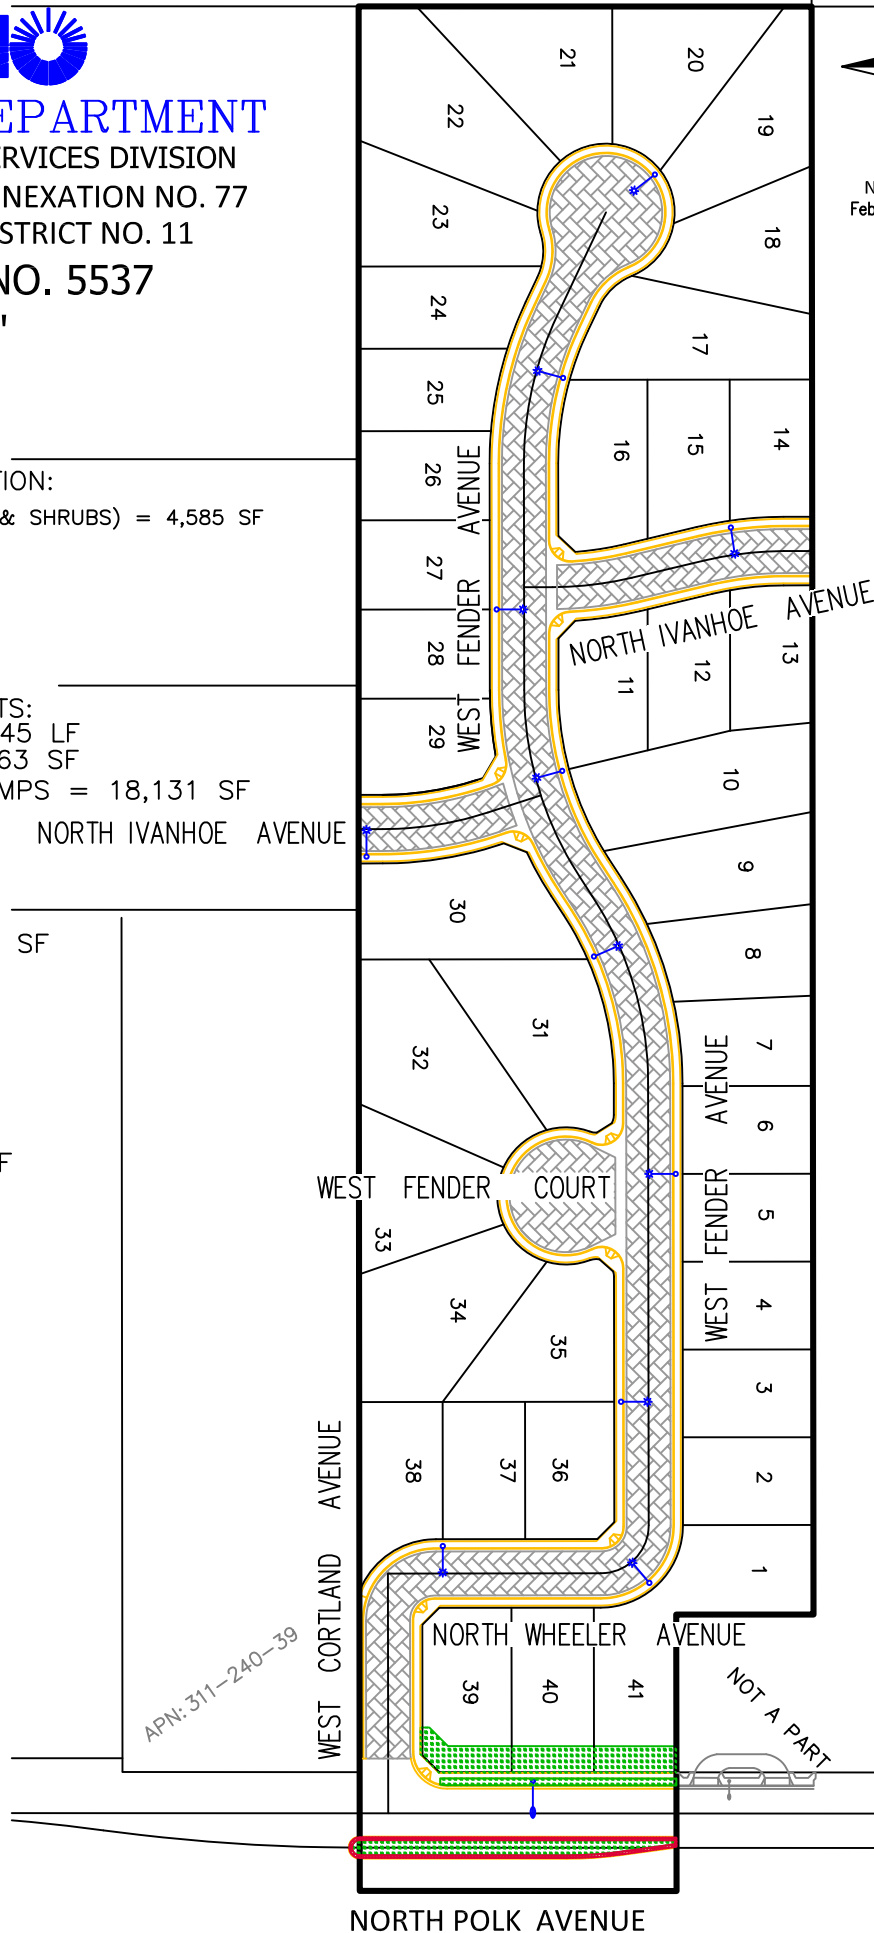 EPARTMENT
ERVICES DIVISION
NEXATION NO. 77
STRICT NO. 11
NO. 5537
TION:
& SHRUBS) = 4,585 SF
TS:
45 LF
63 SF
MPS = 18,131 SF
NORTH IVANHOE AVENUE
SF
F
N
Feb
21
20
22
19
23
18
24
17
25
16
15
14
26
WEST FENDER AVENUE
27
NORTH IVANHOE AVENUE
28
13
12
11
29
10
9
30
8
31
32
7
WEST FENDER AVENUE
6
WEST FENDER COURT
5
33
4
34
35
3
38
37
36
2
WEST CORTLAND AVENUE
1
NORTH WHEELER AVENUE
APN: 311-240-39
39
40
41
NOT A PART
NORTH POLK AVENUE